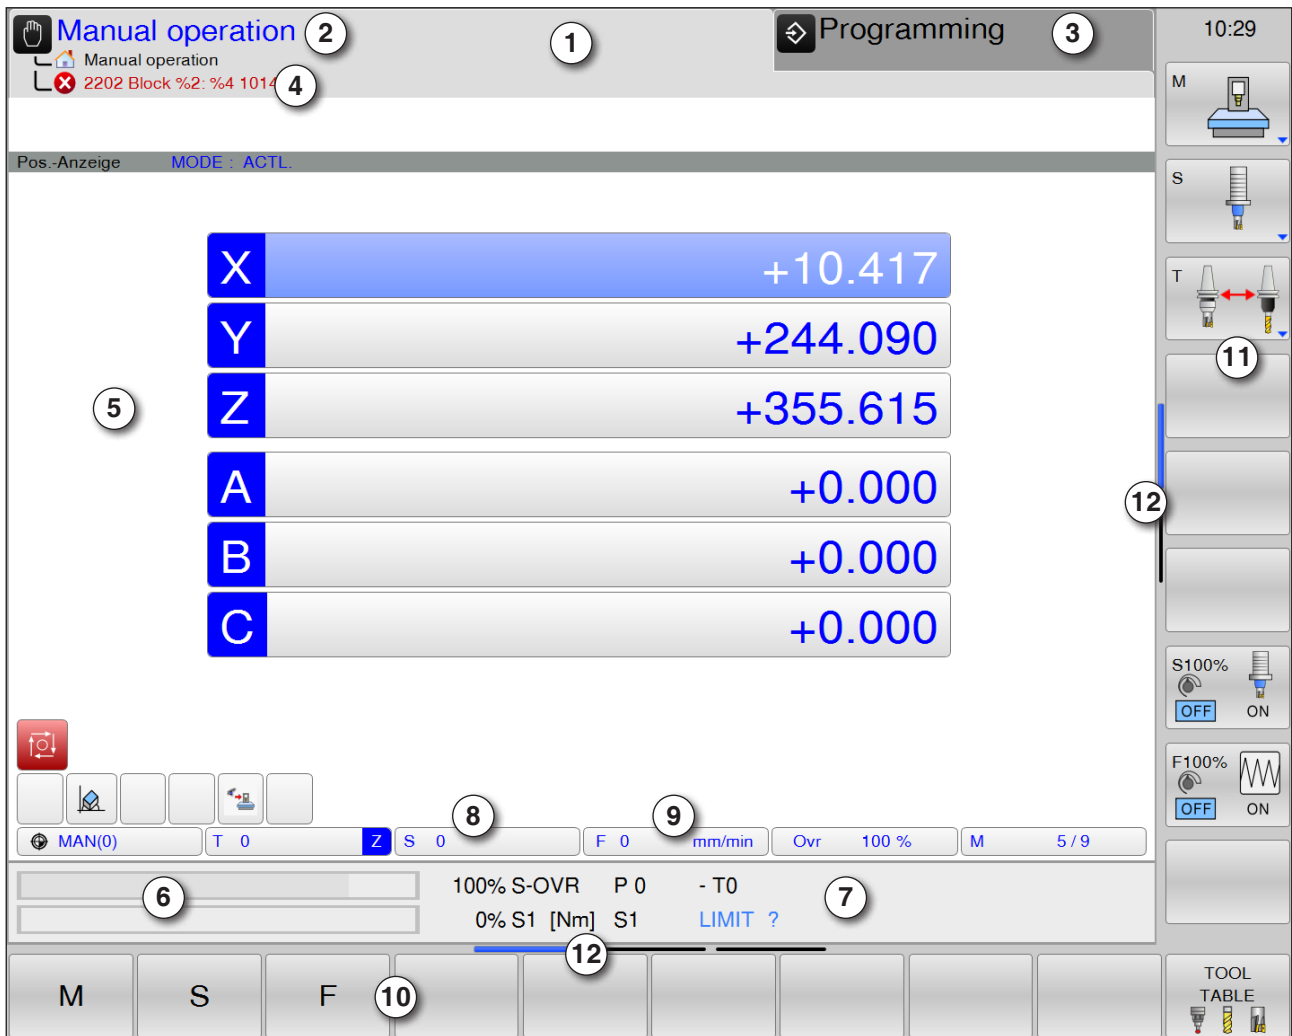 Manual operation 2
1
Programming 3
10:29
Manual operation
2202 Block %2: %4 1014 4
M
Pos.-Anzeige MODE : ACTL.
S
X +10.417
T
Y +244.090
11
Z +355.615
5
A +0.000
12
B +0.000
C +0.000
S100%
OFF ON
F100%
OFF ON
8
9
MAN(0) T 0 Z S 0 F 0 mm/min Ovr 100 % M 5 / 9
6
100% S-OVR P 0 - T0
7
0% S1 [Nm] S1 LIMIT ?
12
M S F 10
TOOL
TABLE